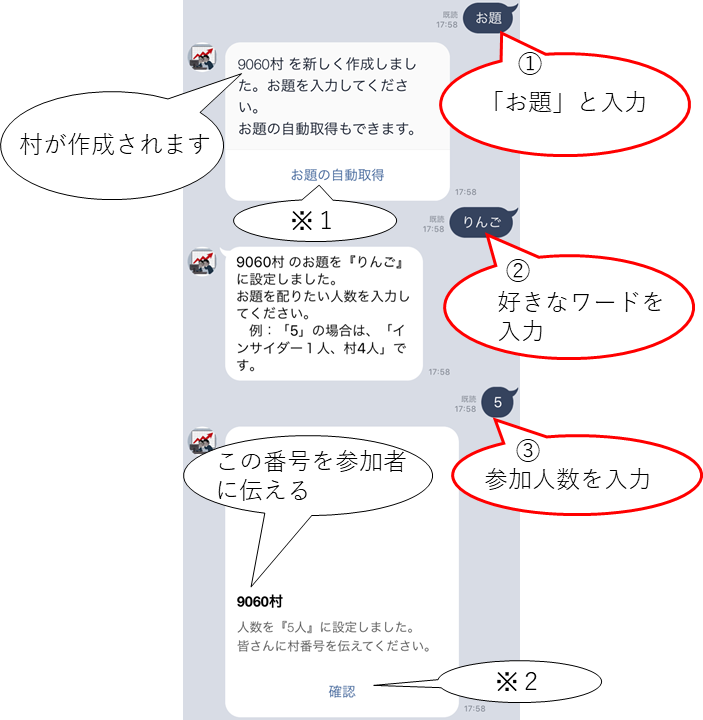 既読
17:58
お題
①
「お題」と入力
9060村 を新しく作成しまし
た。お題を入力してくださ
い。
お題の自動取得もできます。
村が作成されます
お題の自動取得
17:58
※１
既読
17:58
りんご
②
好きなワードを
入力
9060村 のお題を『りんご』
に設定しました。
お題を配りたい人数を入力し
てください。
　例：「5」の場合は、「イ
ンサイダー１人、村4人」で
す。
17:58
既読
17:58
5
③
参加人数を入力
この番号を参加者
に伝える
9060村
人数を『5人』に設定しました。
皆さんに村番号を伝えてください。
確認
※２
17:58